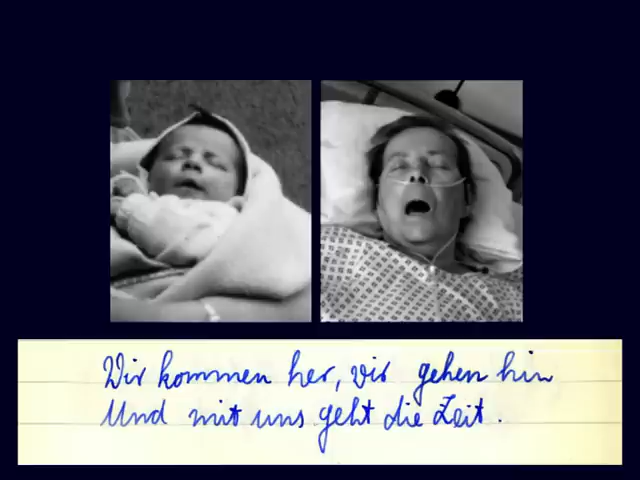 Wir kommen her, wir gehen hin
Und mit uns geht die Zeit.